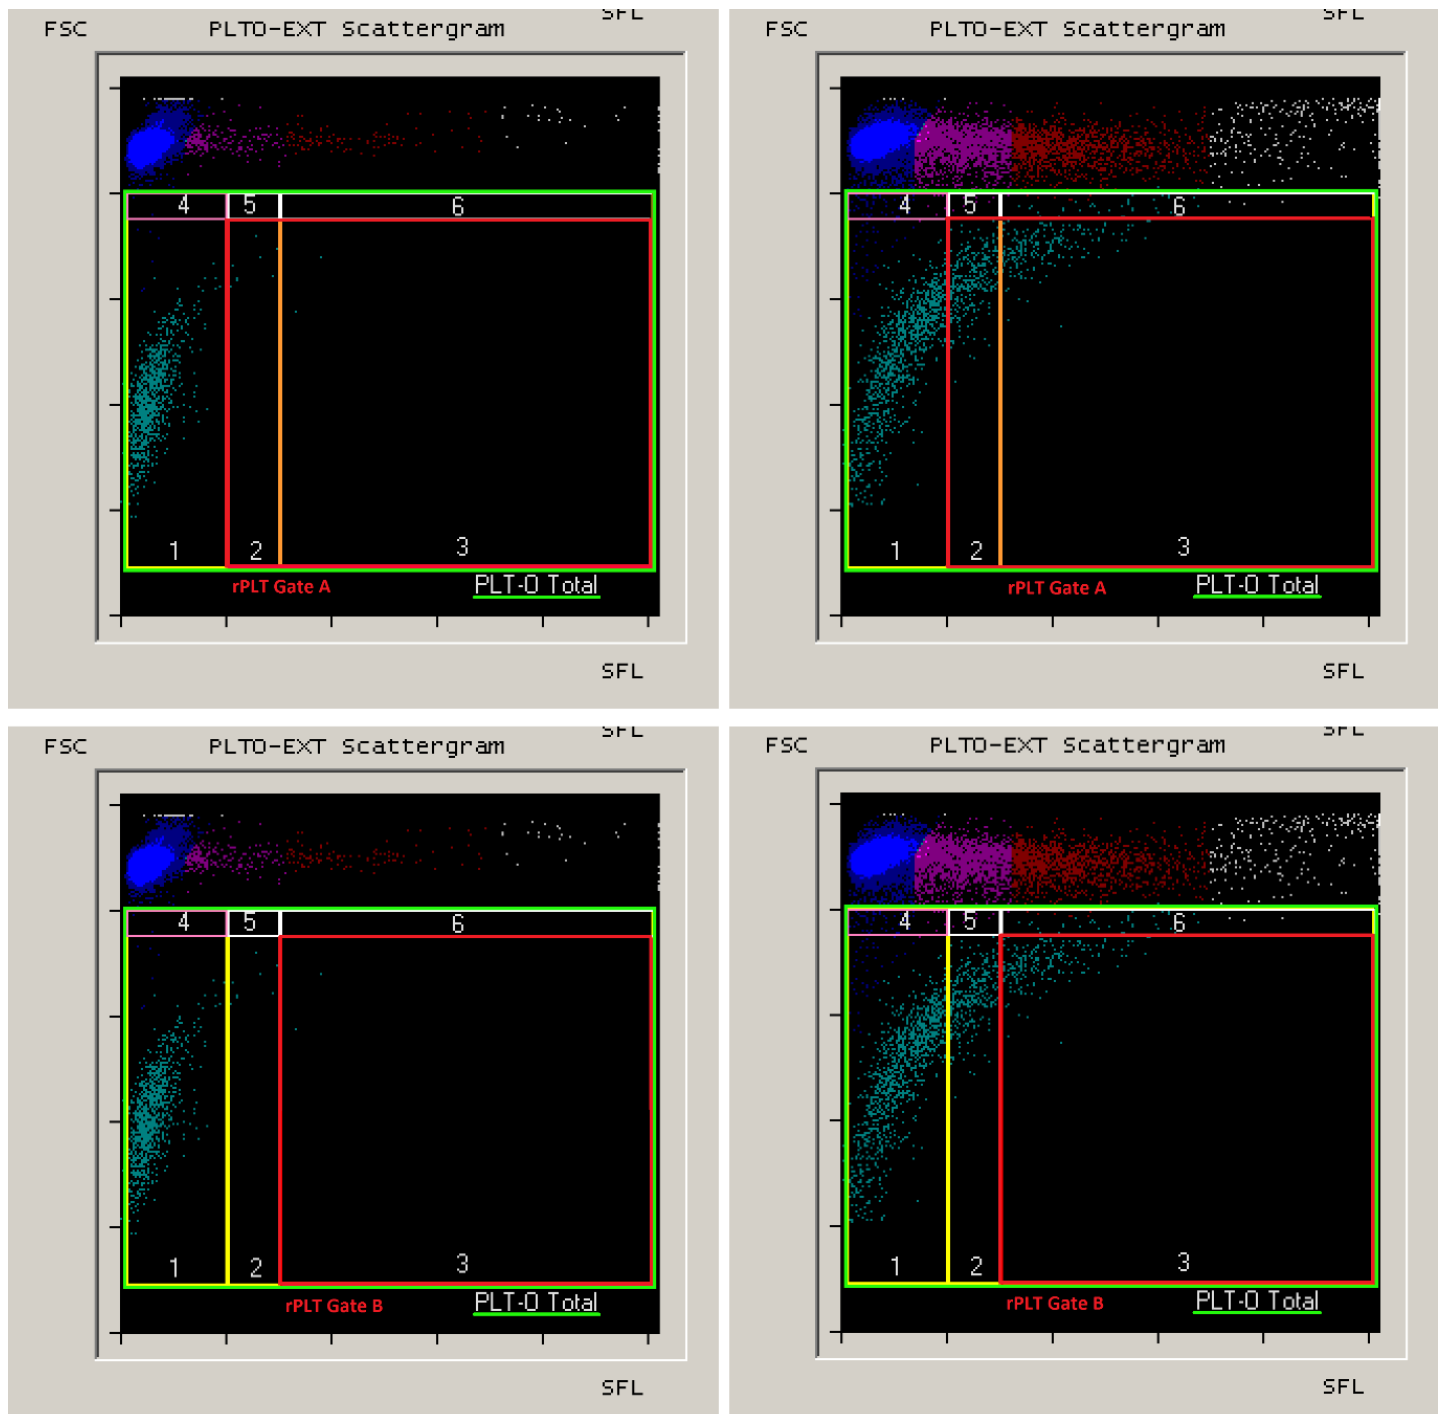 SFL
FSC PLTO-EXT Scattergram
4 5 6
1 2 3
rPLT Gate A PLT-O Total
SFL
SFL
FSC PLTO-EXT Scattergram
4 5 6
1 2 3
rPLT Gate A PLT-O Total
SFL
SFL
FSC PLTO-EXT Scattergram
4 5 6
1 2 3
rPLT Gate B PLT-O Total
SFL
SFL
FSC PLTO-EXT Scattergram
4 5 6
1 2 3
rPLT Gate B PLT-O Total
SFL